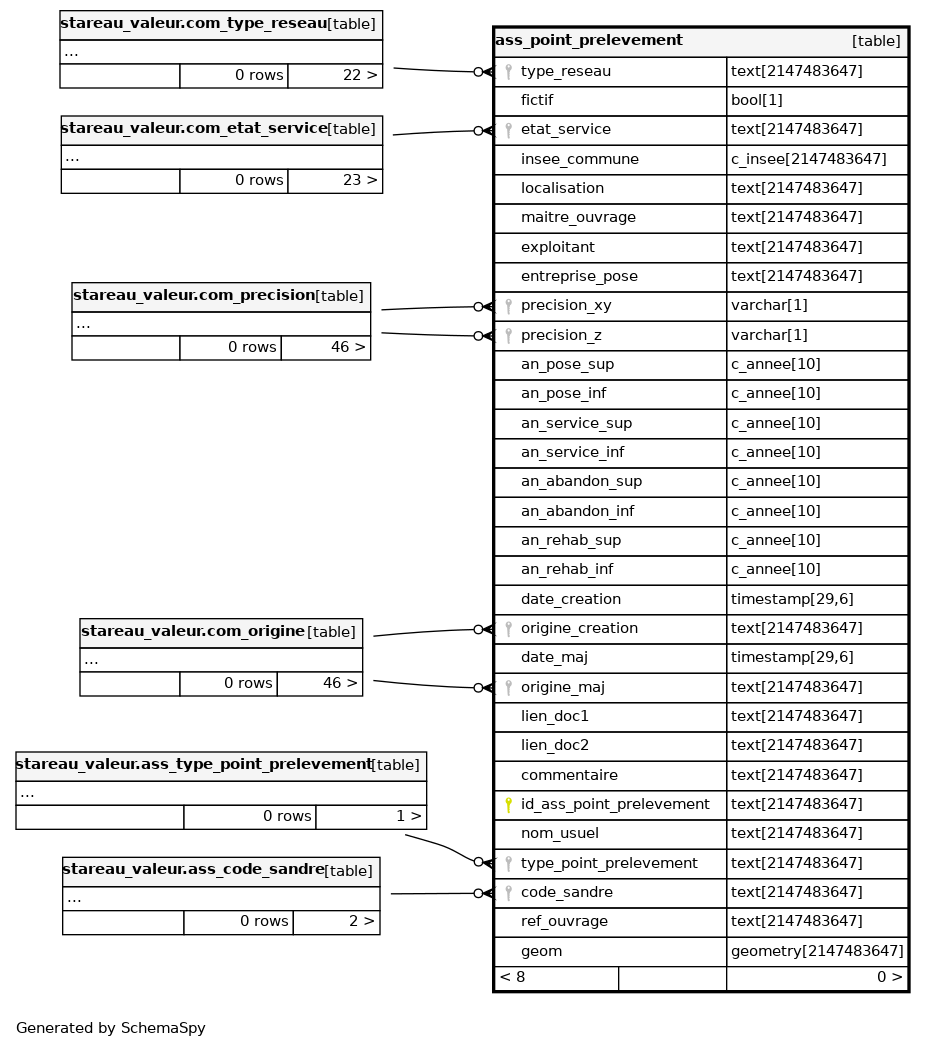 stareau_valeur.com_type_reseau [table]
...
0 rows 22 >
stareau_valeur.com_etat_service [table]
...
0 rows 23 >
stareau_valeur.com_precision [table]
...
0 rows 46 >
stareau_valeur.com_origine [table]
...
0 rows 46 >
stareau_valeur.ass_type_point_prelevement [table]
...
0 rows 1 >
stareau_valeur.ass_code_sandre [table]
...
0 rows 2 >
ass_point_prelevement [table]
type_reseau text[2147483647]
fictif bool[1]
etat_service text[2147483647]
insee_commune c_insee[2147483647]
localisation text[2147483647]
maitre_ouvrage text[2147483647]
exploitant text[2147483647]
entreprise_pose text[2147483647]
precision_xy varchar[1]
precision_z varchar[1]
an_pose_sup c_annee[10]
an_pose_inf c_annee[10]
an_service_sup c_annee[10]
an_service_inf c_annee[10]
an_abandon_sup c_annee[10]
an_abandon_inf c_annee[10]
an_rehab_sup c_annee[10]
an_rehab_inf c_annee[10]
date_creation timestamp[29,6]
origine_creation text[2147483647]
date_maj timestamp[29,6]
origine_maj text[2147483647]
lien_doc1 text[2147483647]
lien_doc2 text[2147483647]
commentaire text[2147483647]
id_ass_point_prelevement text[2147483647]
nom_usuel text[2147483647]
type_point_prelevement text[2147483647]
code_sandre text[2147483647]
ref_ouvrage text[2147483647]
geom geometry[2147483647]
< 8 0 >
Generated by SchemaSpy